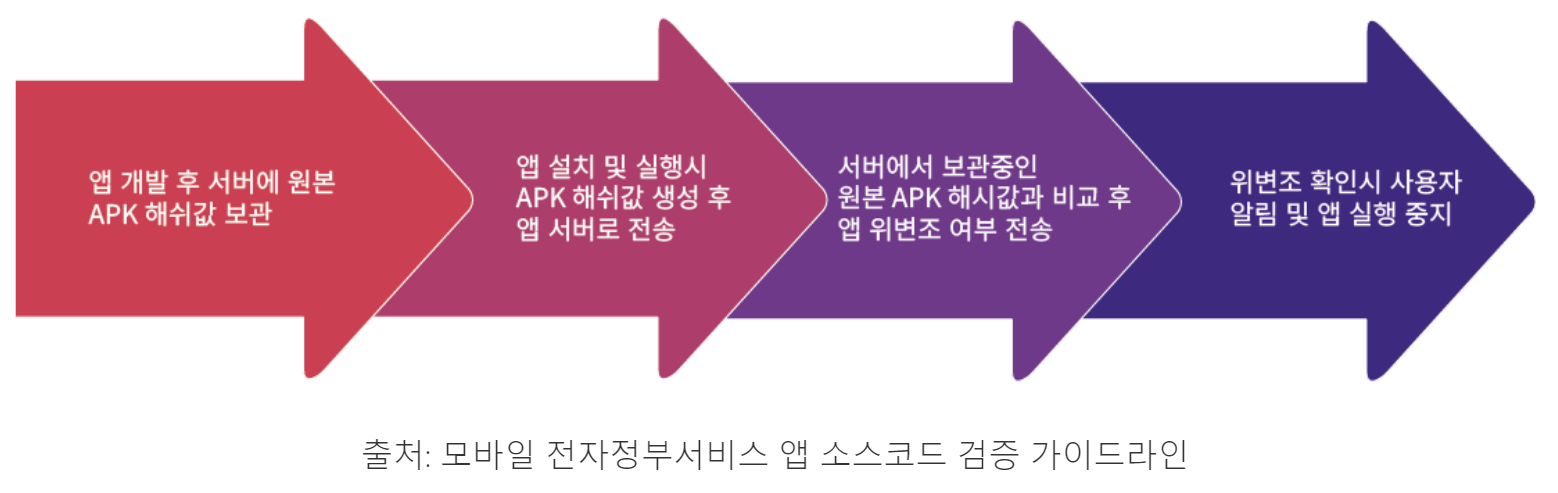 앱 개발 후 서버에 원본
APK 해쉬값 보관
앱 설치 및 실행시
APK 해쉬값 생성 후
앱 서버로 전송
서버에서 보관중인
원본 APK 해시값과 비교 후
앱 위변조 여부 전송
위변조 확인시 사용자
알림 및 앱 실행 중지
출처: 모바일 전자정부서비스 앱 소스코드 검증 가이드라인